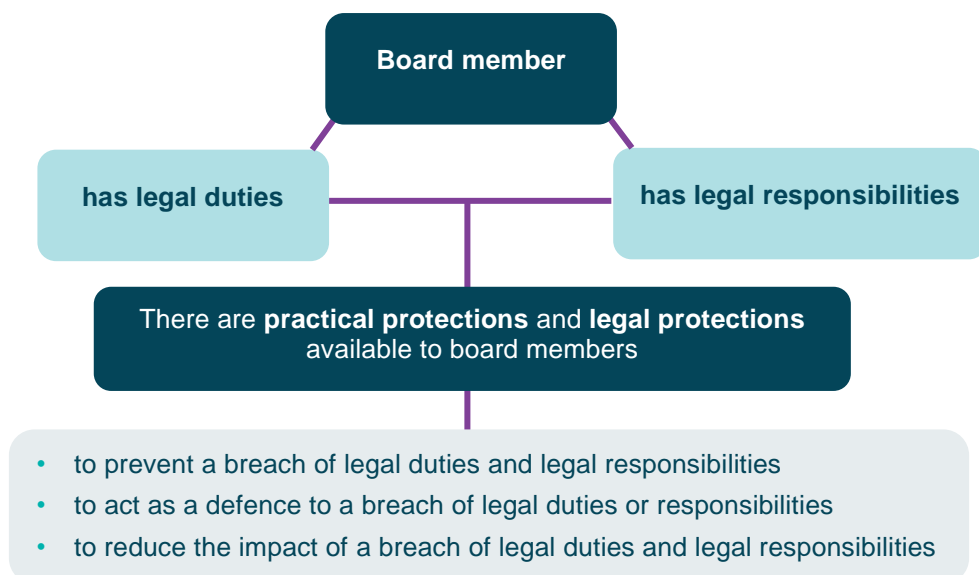 Board member
has legal duties
has legal responsibilities
There are practical protections and legal protections
available to board members
• to prevent a breach of legal duties and legal responsibilities
• to act as a defence to a breach of legal duties or responsibilities
• to reduce the impact of a breach of legal duties and legal responsibilities